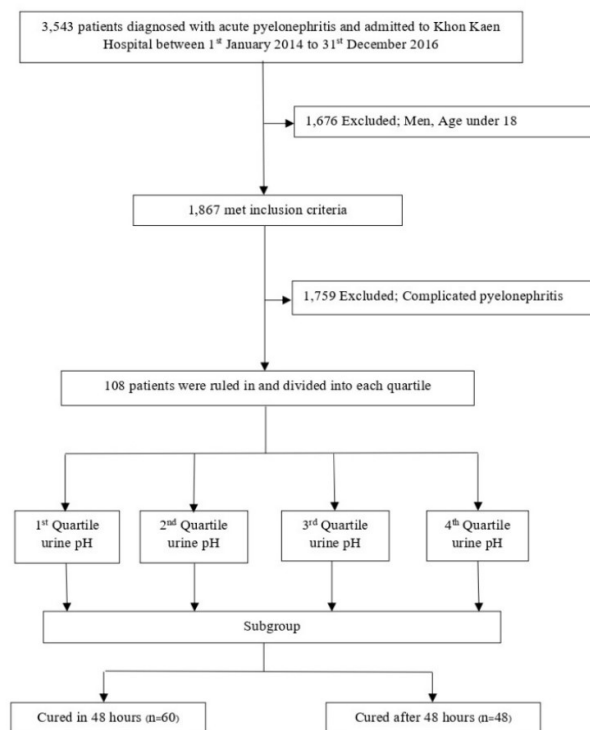 3,543 patients diagnosed with acute pyelonephritis and admitted to Khon Kaen
Hospital between 1st January 2014 to 31st December 2016
1,676 Excluded; Men, Age under 18
1,867 met inclusion criteria
1,759 Excluded; Complicated pyelonephritis
108 patients were ruled in and divided into each quartile
1st Quartile
urine pH
2nd Quartile
urine pH
3rd Quartile
urine pH
4th Quartile
urine pH
Subgroup
Cured in 48 hours (n=60)
Cured after 48 hours (n=48)